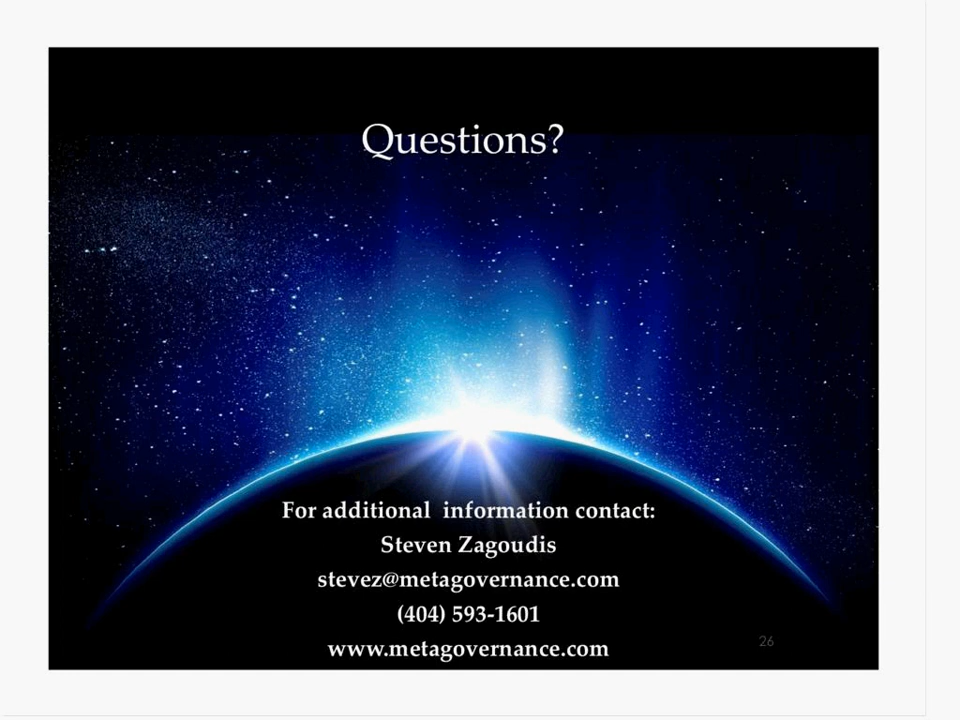 Questions?
For additional  information contact:
Steven Zagoudis
stevez@metagovernance.com
(404) 593-1601
www.metagovernance.com
26